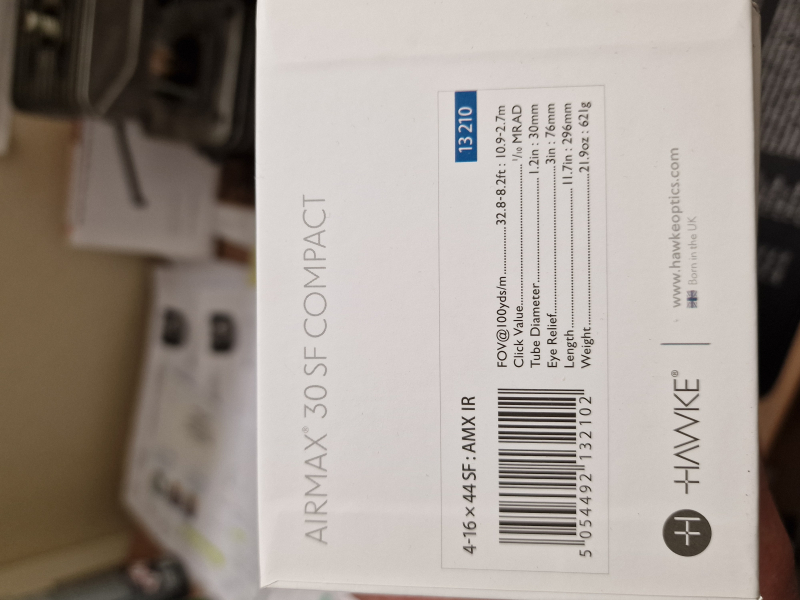 AIRMAX® 30 SF COMPACT
4-16 × 44 SF : AMX IR
13 210
5 054492 132102
FOV@100yds/m..........32.8-8.2ft : 10.9-2.7m
Click Value..........1/10 MRAD
Tube Diameter..........1.2in : 30mm
Eye Relief..........3in : 76mm
Length..........11.7in : 296mm
Weight..........21.9oz : 621g
HAWKE®
www.hawkeoptics.com
Born in the UK